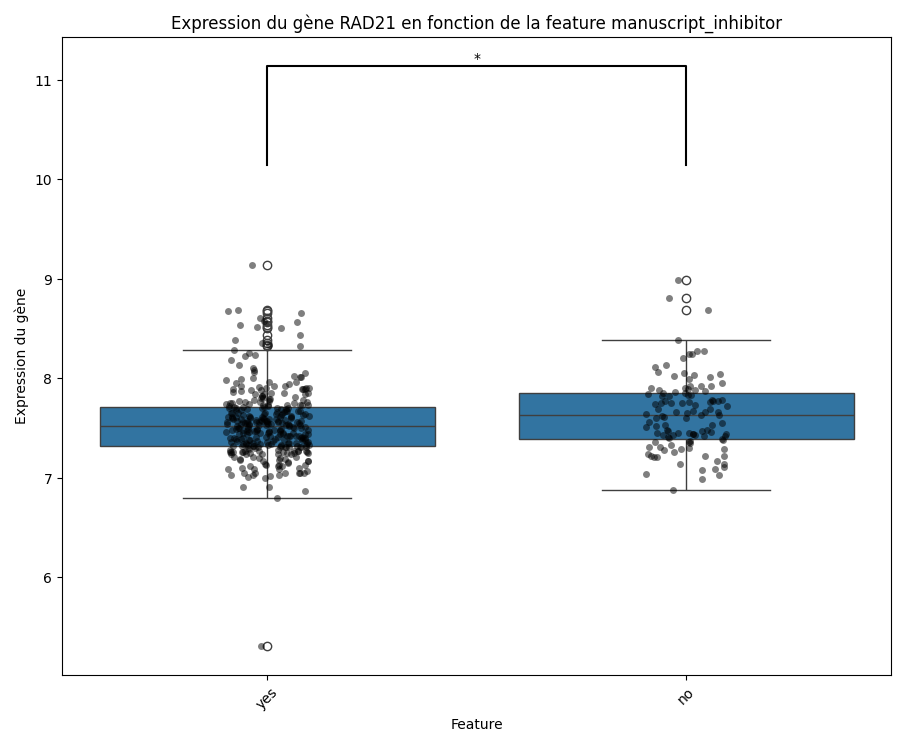 Expression du gène RAD21 en fonction de la feature manuscript_inhibitor
*
11
10
9
8
7
6
Expression du gène
yes
no
Feature